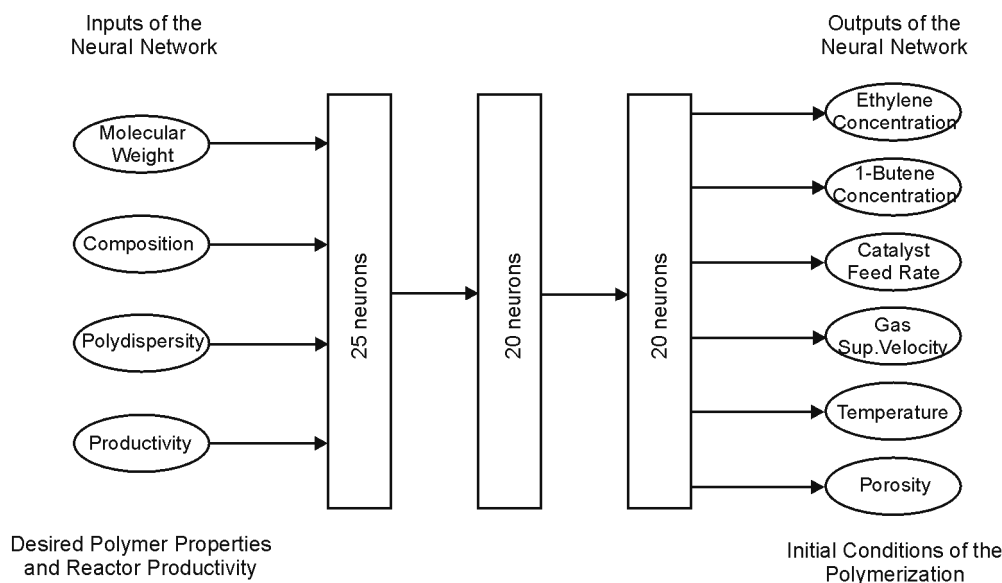 Inputs of the
Neural Network
Outputs of the
Neural Network
Molecular
Weight
Composition
Polydispersity
Productivity
25 neurons
20 neurons
20 neurons
Ethylene
Concentration
1-Butene
Concentration
Catalyst
Feed Rate
Gas
Sup.Velocity
Temperature
Porosity
Desired Polymer Properties
and Reactor Productivity
Initial Conditions of the
Polymerization